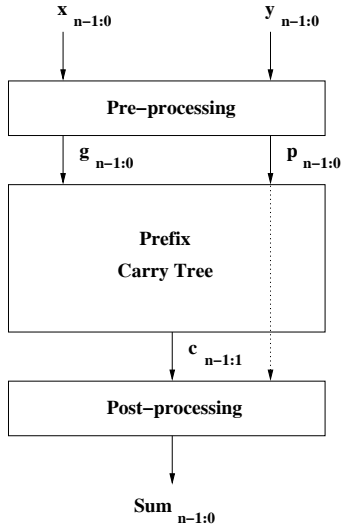 x n-1:0 y n-1:0
Pre-processing
g n-1:0 p n-1:0
Prefix
Carry Tree
c n-1:1
Post-processing
Sum n-1:0